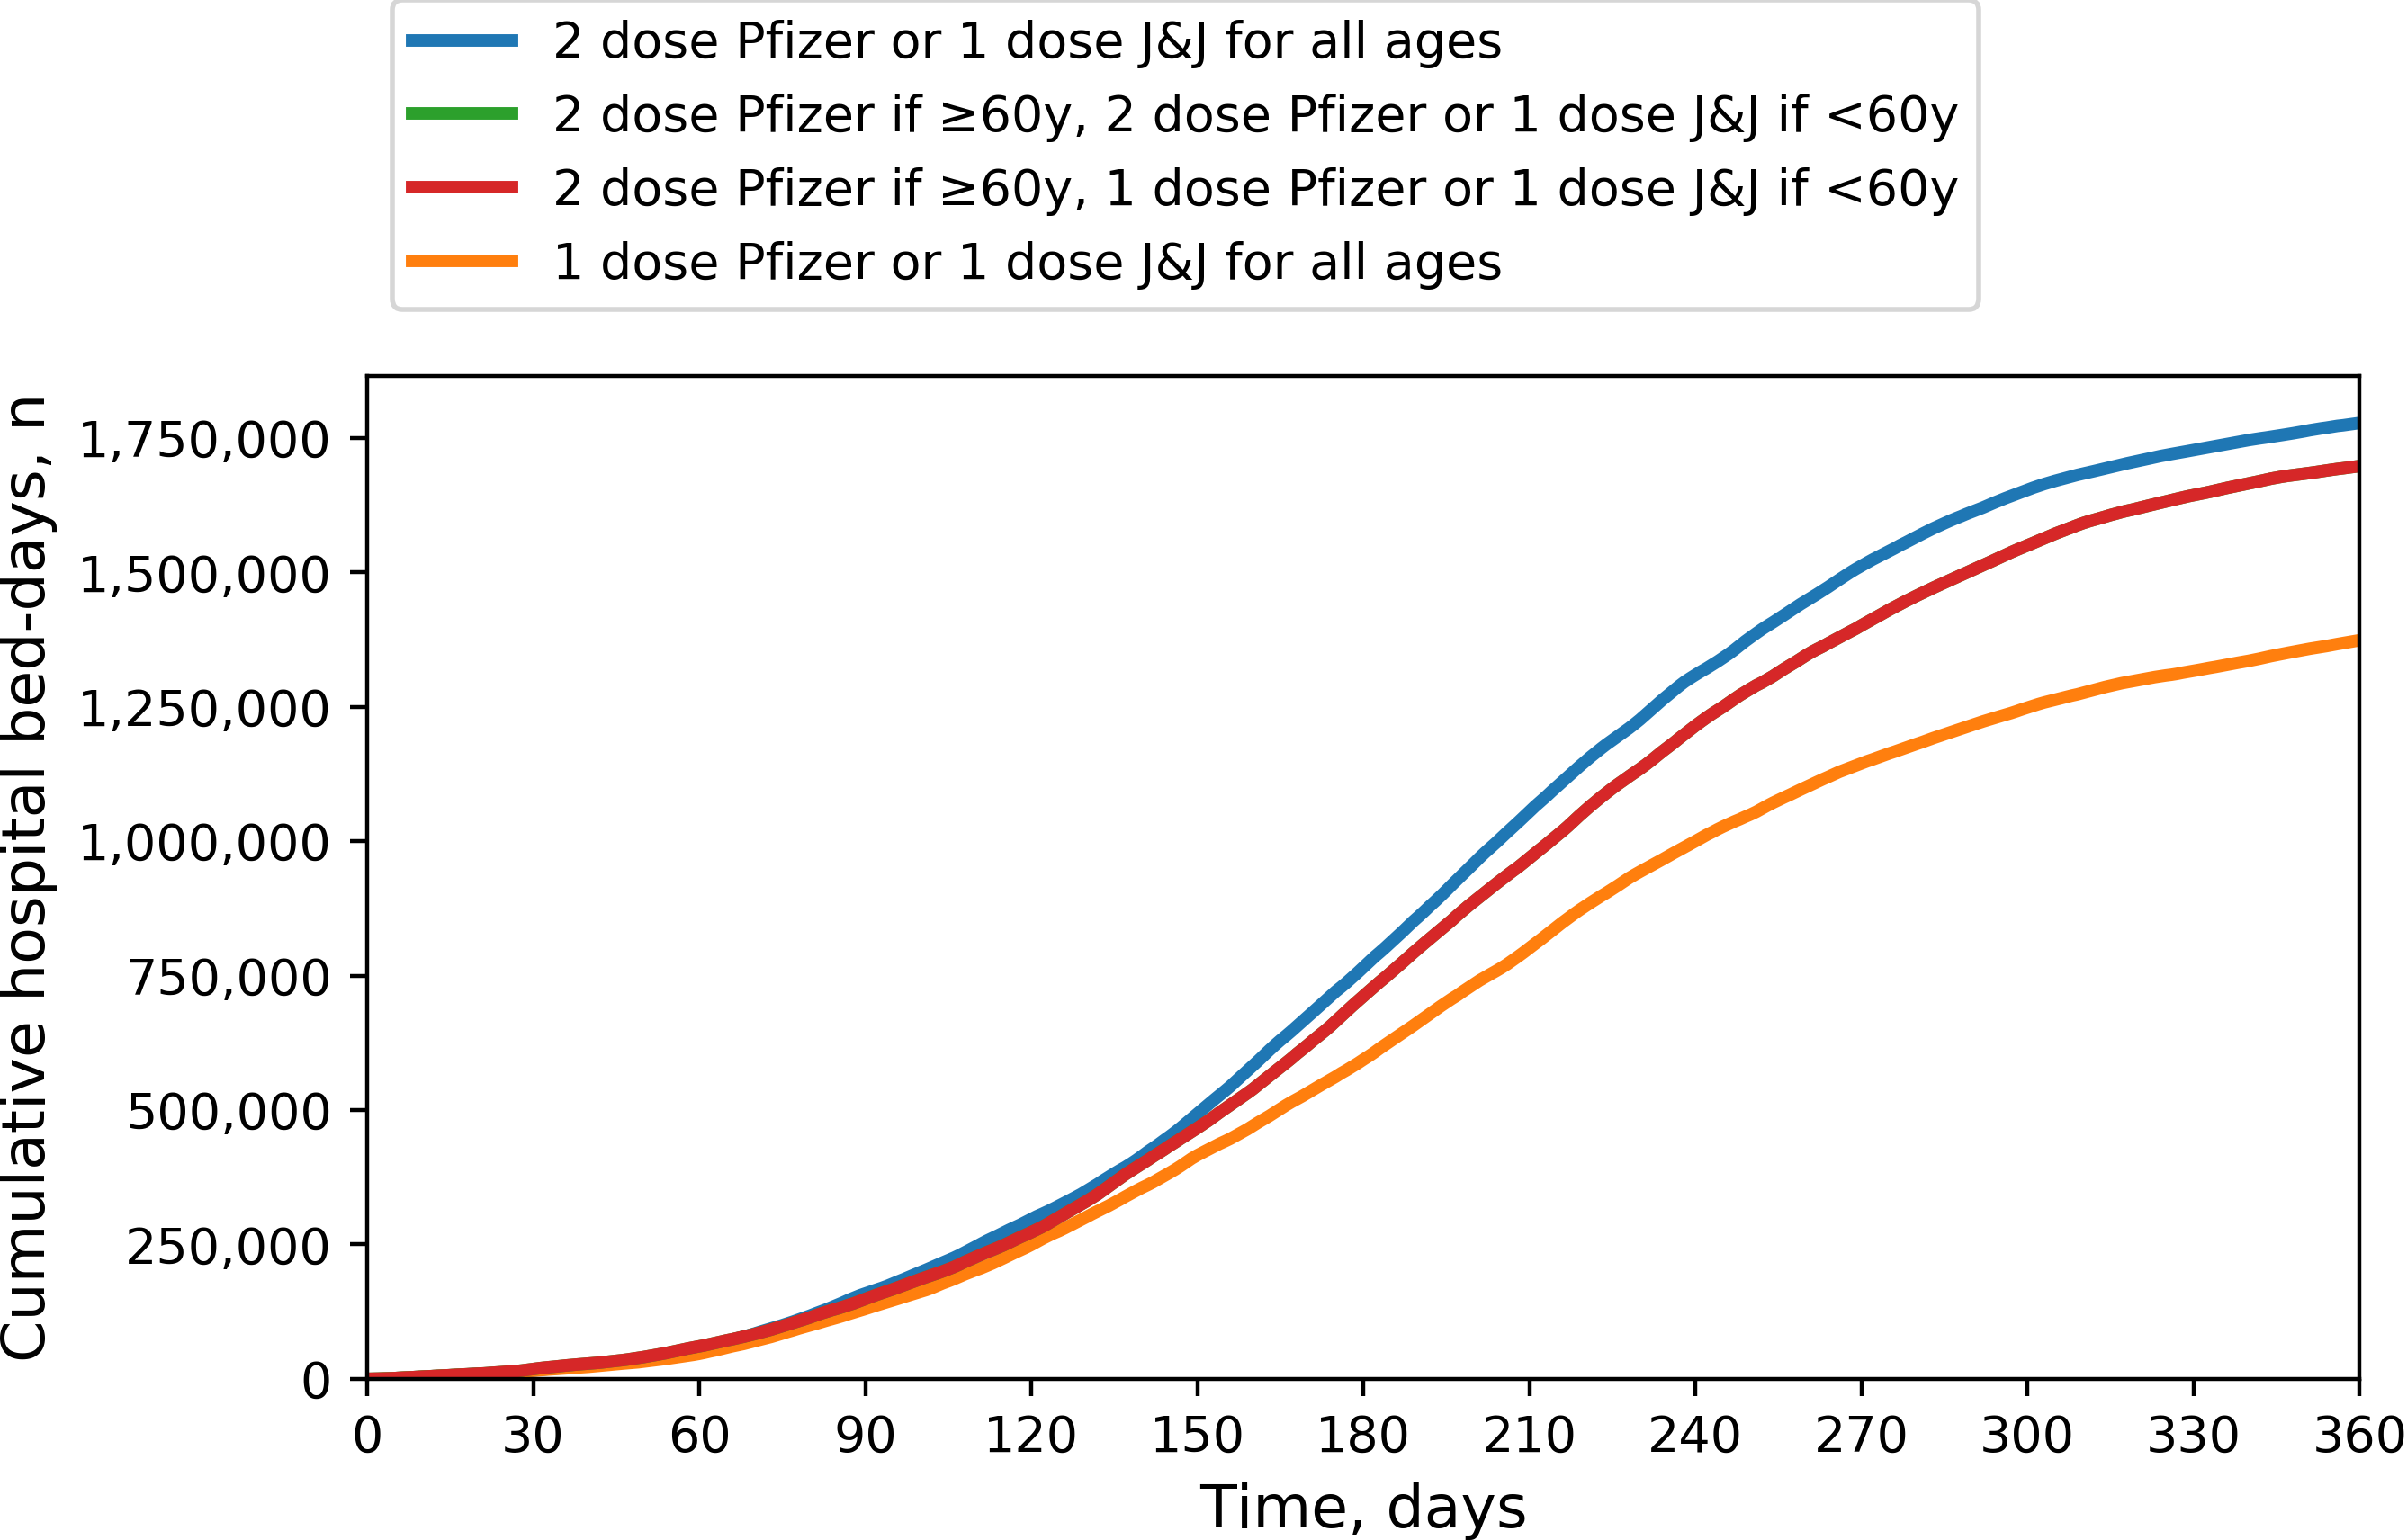 2 dose Pfizer or 1 dose J&J for all ages
2 dose Pfizer if ≥60y, 2 dose Pfizer or 1 dose J&J if <60y
2 dose Pfizer if ≥60y, 1 dose Pfizer or 1 dose J&J if <60y
1 dose Pfizer or 1 dose J&J for all ages
Cumulative hospital bed-days, n
1,750,000
1,500,000
1,250,000
1,000,000
750,000
500,000
250,000
0
0 30 60 90 120 150 180 210 240 270 300 330 360
Time, days